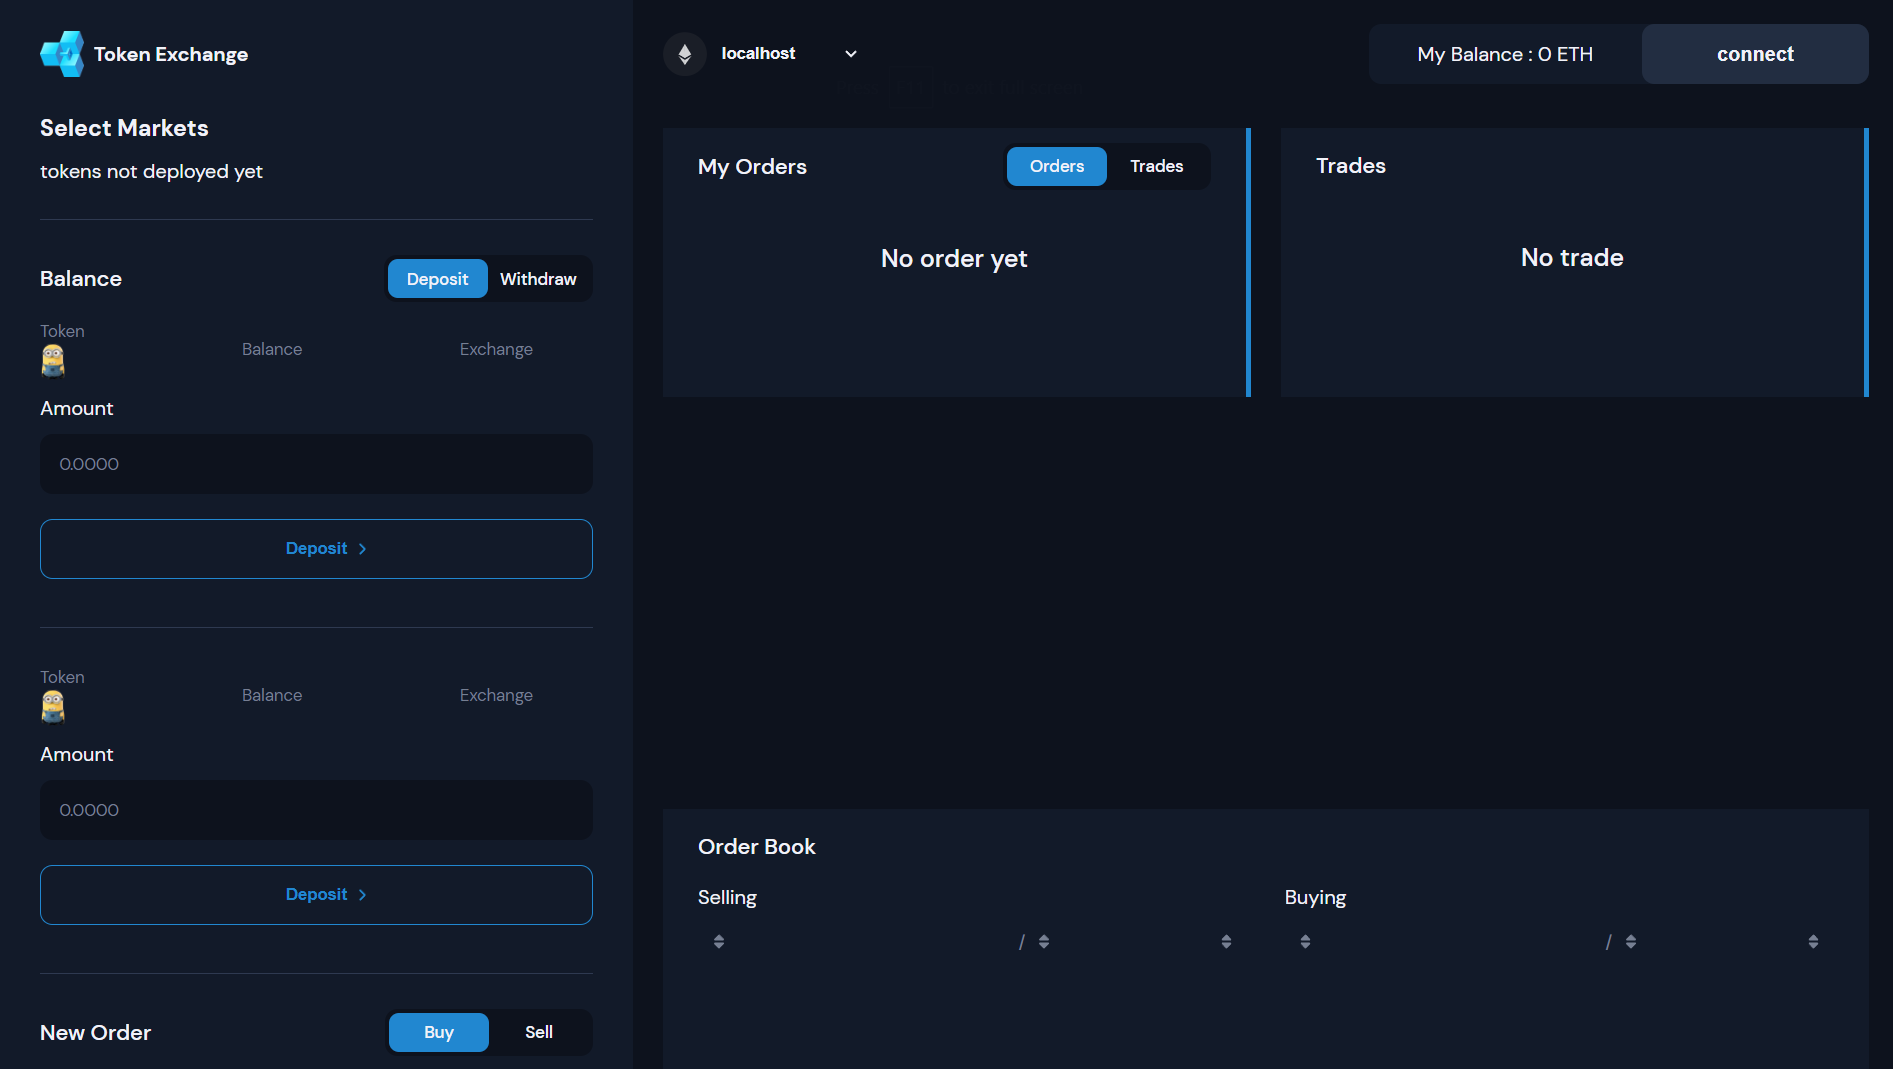 Token Exchange
Select Markets
tokens not deployed yet
Balance
Deposit
Withdraw
Token
Balance
Exchange
Amount
0.0000
Deposit
Token
Balance
Exchange
Amount
0.0000
Deposit
New Order
Buy
Sell
localhost
My Balance : 0 ETH
connect
My Orders
Orders
Trades
No order yet
Trades
No trade
Order Book
Selling
/
Buying
/